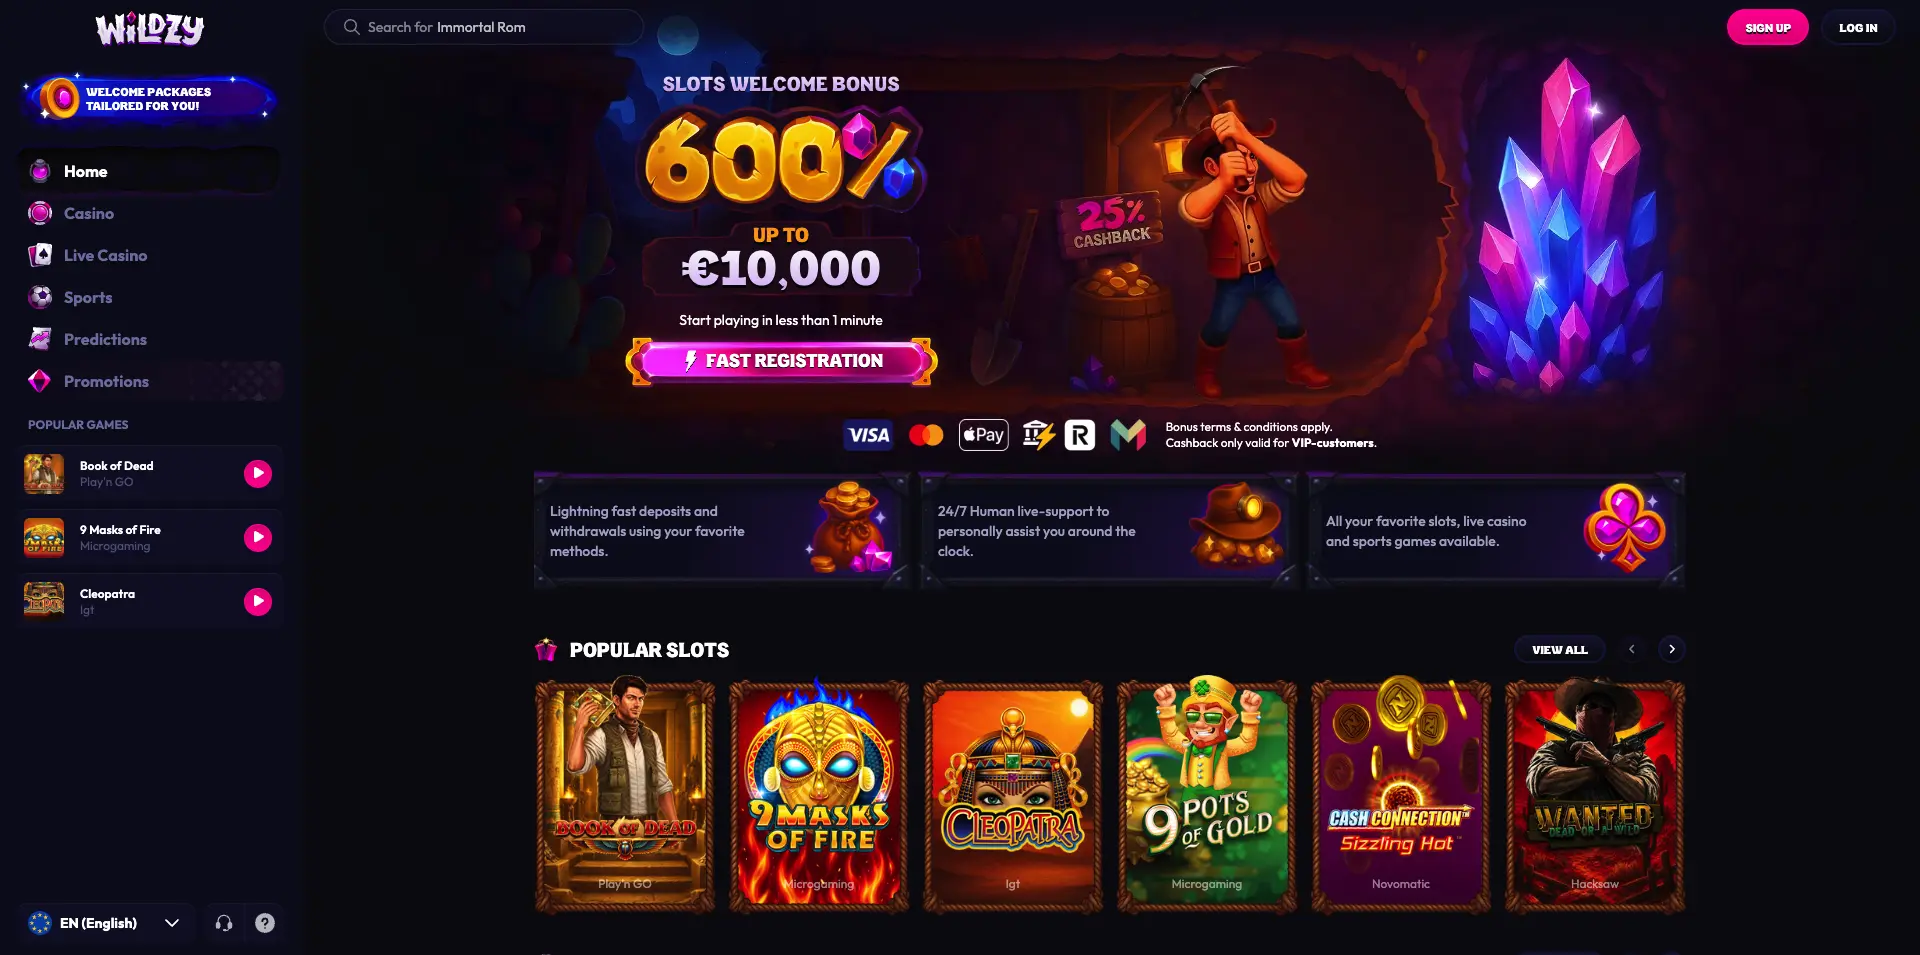 WILDZY
Search for Immortal Rom
SIGN UP
LOG IN
WELCOME PACKAGES
TAILORED FOR YOU!
Home
Casino
Live Casino
Sports
Predictions
Promotions
POPULAR GAMES
Book of Dead
Play'n GO
9 Masks of Fire
Microgaming
Cleopatra
Igt
EN (English)
SLOTS WELCOME BONUS
600%
UP TO
€10,000
Start playing in less than 1 minute
FAST REGISTRATION
25%
CASHBACK
VISA
Pay
R
Bonus terms & conditions apply.
Cashback only valid for VIP-customers.
Lightning fast deposits and
withdrawals using your favorite
methods.
24/7 Human live-support to
personally assist you around the
clock.
All your favorite slots, live casino
and sports games available.
POPULAR SLOTS
VIEW ALL
BOOK OF DEAD
Play'n GO
9 MASKS
OF FIRE
Microgaming
CLEOPATRA
Igt
9 POTS
OF GOLD
Microgaming
CASH CONNECTION™
Sizzling Hot™
Novomatic
WANTED
DEAD OR A WILD
Hacksaw